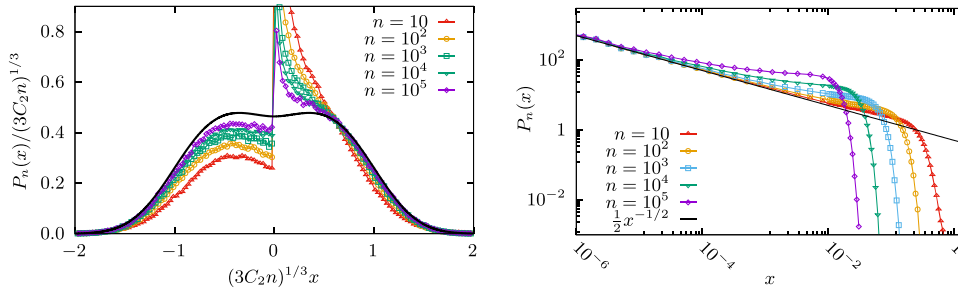 P_n(x)/(3C_2n)^{1/3}
0.8
0.6
0.4
0.2
0.0
n = 10
n = 10^2
n = 10^3
n = 10^4
n = 10^5
−2
−1
0
1
2
(3C_2n)^{1/3}x
P_n(x)
10^2
1
10^{−2}
n = 10
n = 10^2
n = 10^3
n = 10^4
n = 10^5
\frac{1}{2}x^{−1/2}
10^{−6}
10^{−4}
10^{−2}
x